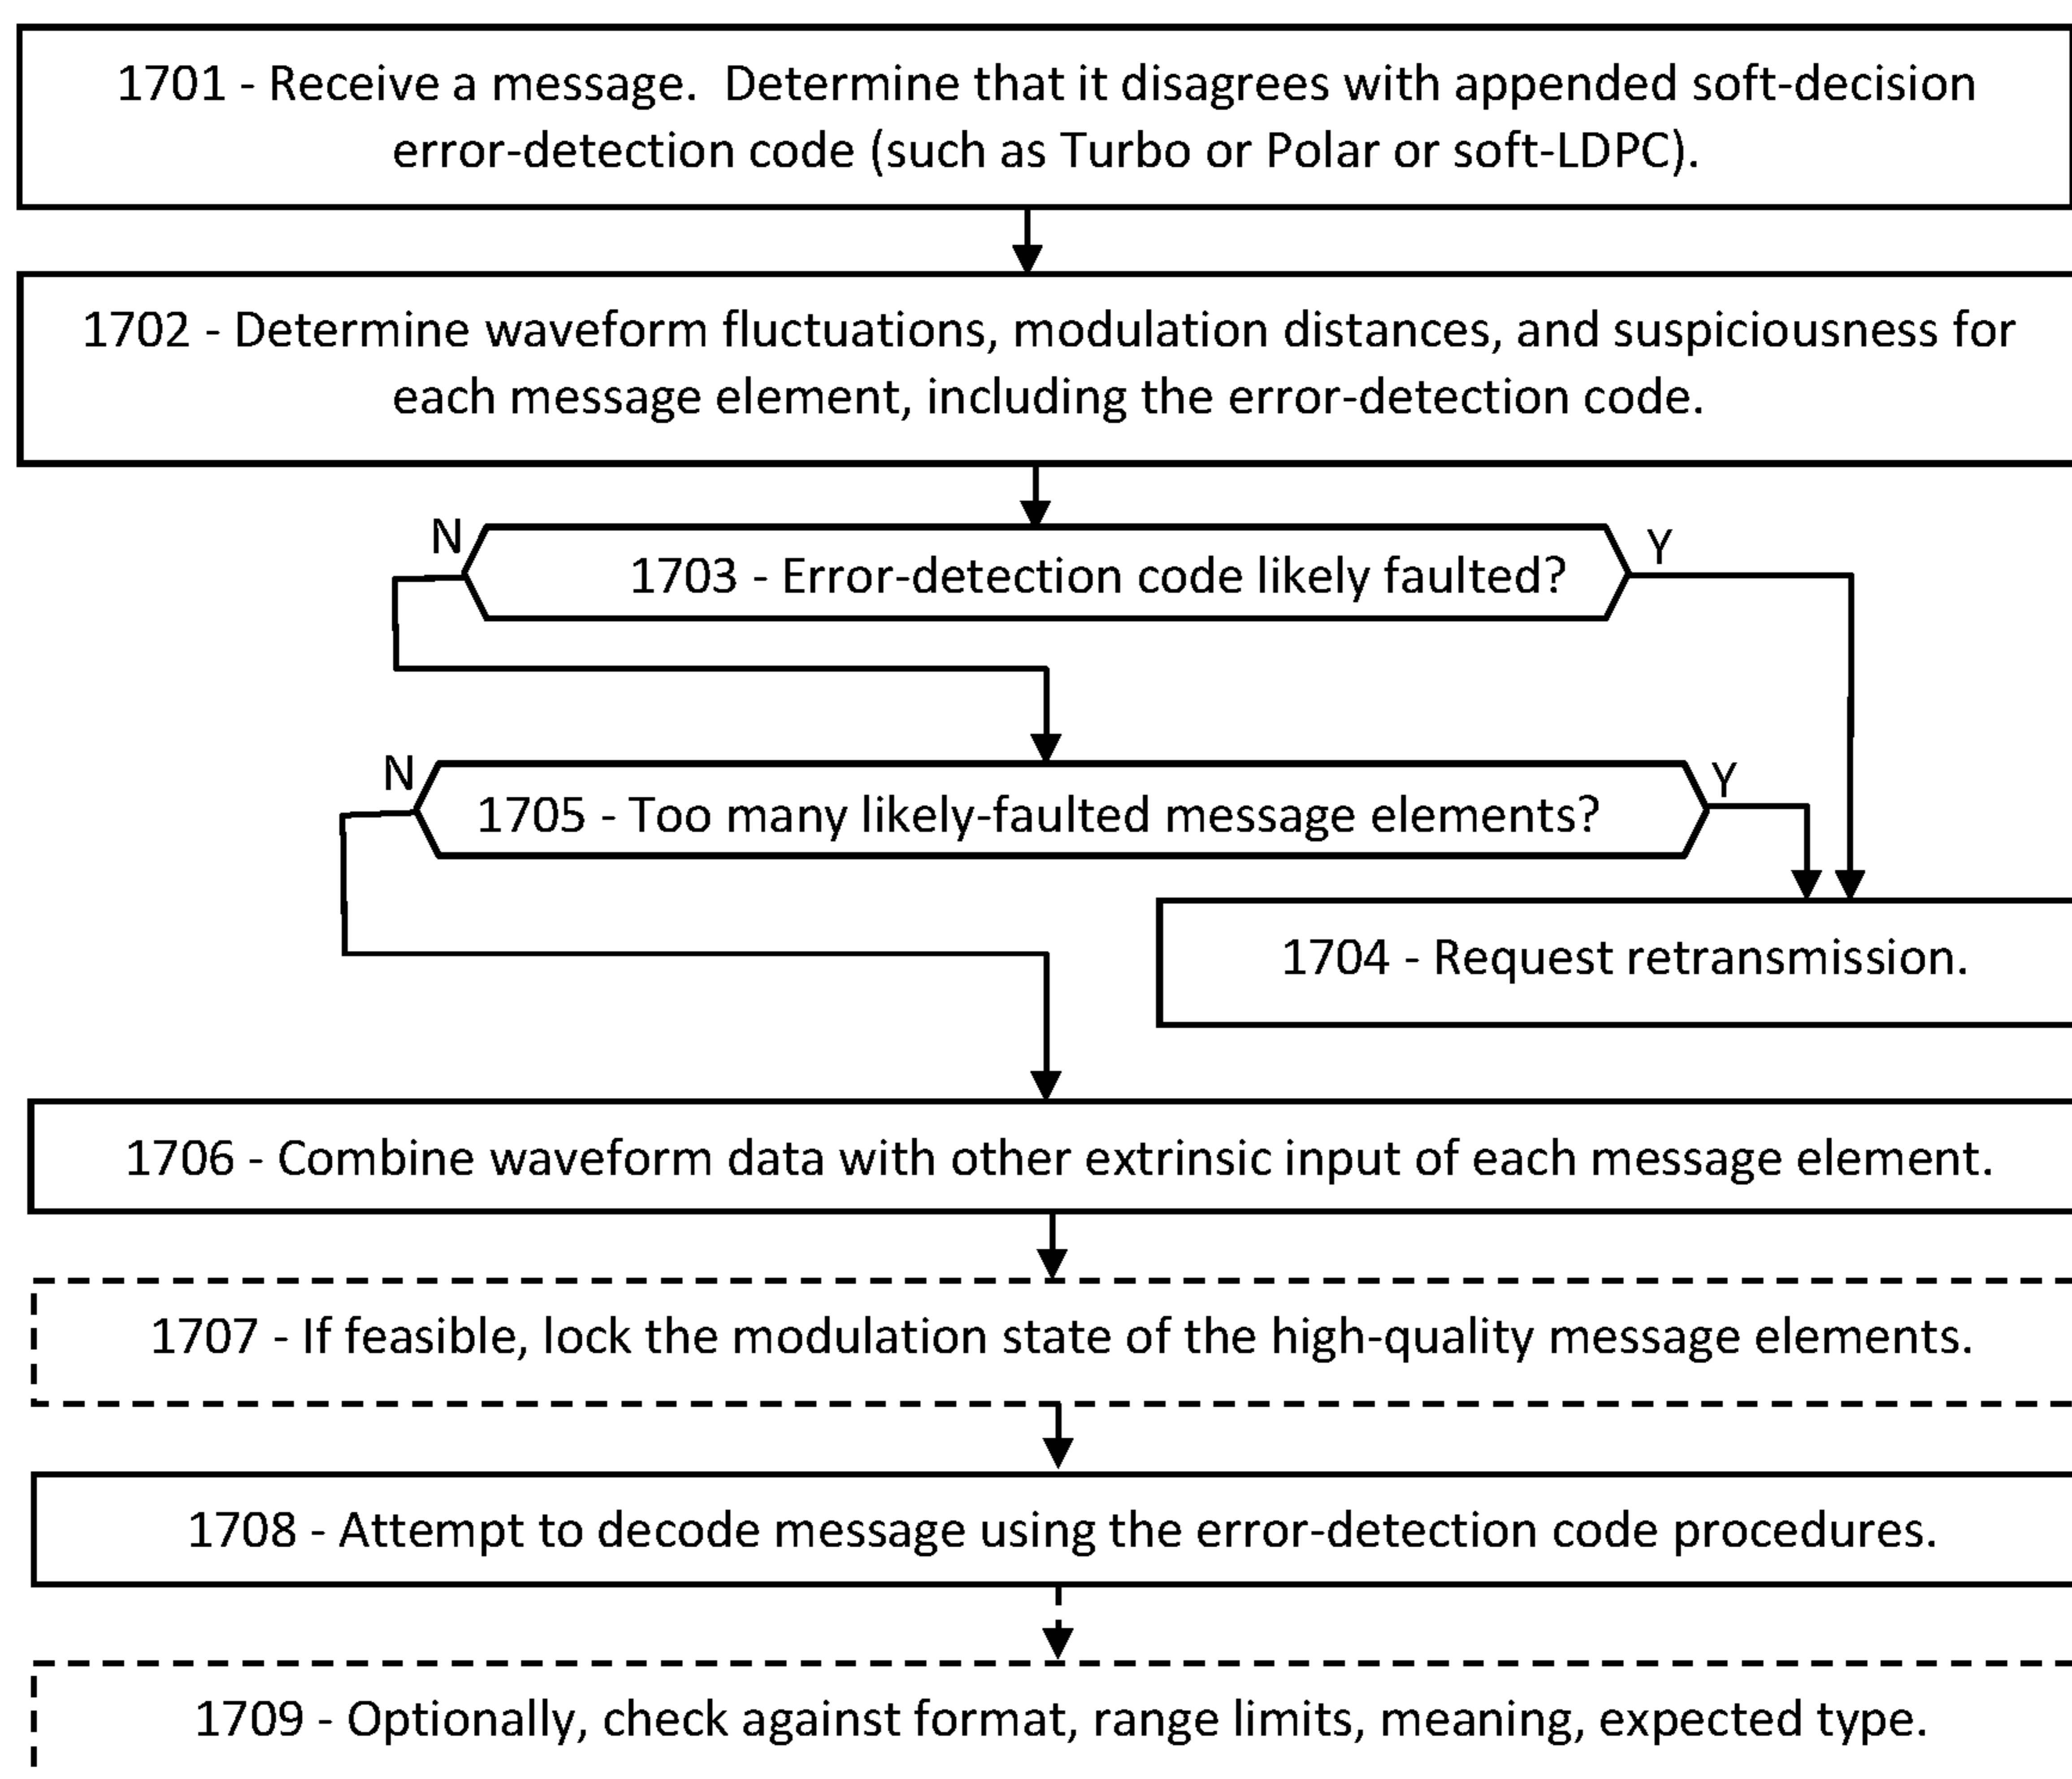 1701 - Receive a message.  Determine that it disagrees with appended soft-decision
error-detection code (such as Turbo or Polar or soft-LDPC).
1702 - Determine waveform fluctuations, modulation distances, and suspiciousness for
each message element, including the error-detection code.
N
1703 - Error-detection code likely faulted?
Y
N
1705 - Too many likely-faulted message elements?
Y
1704 - Request retransmission.
1706 - Combine waveform data with other extrinsic input of each message element.
1707 - If feasible, lock the modulation state of the high-quality message elements.
1708 - Attempt to decode message using the error-detection code procedures.
1709 - Optionally, check against format, range limits, meaning, expected type.